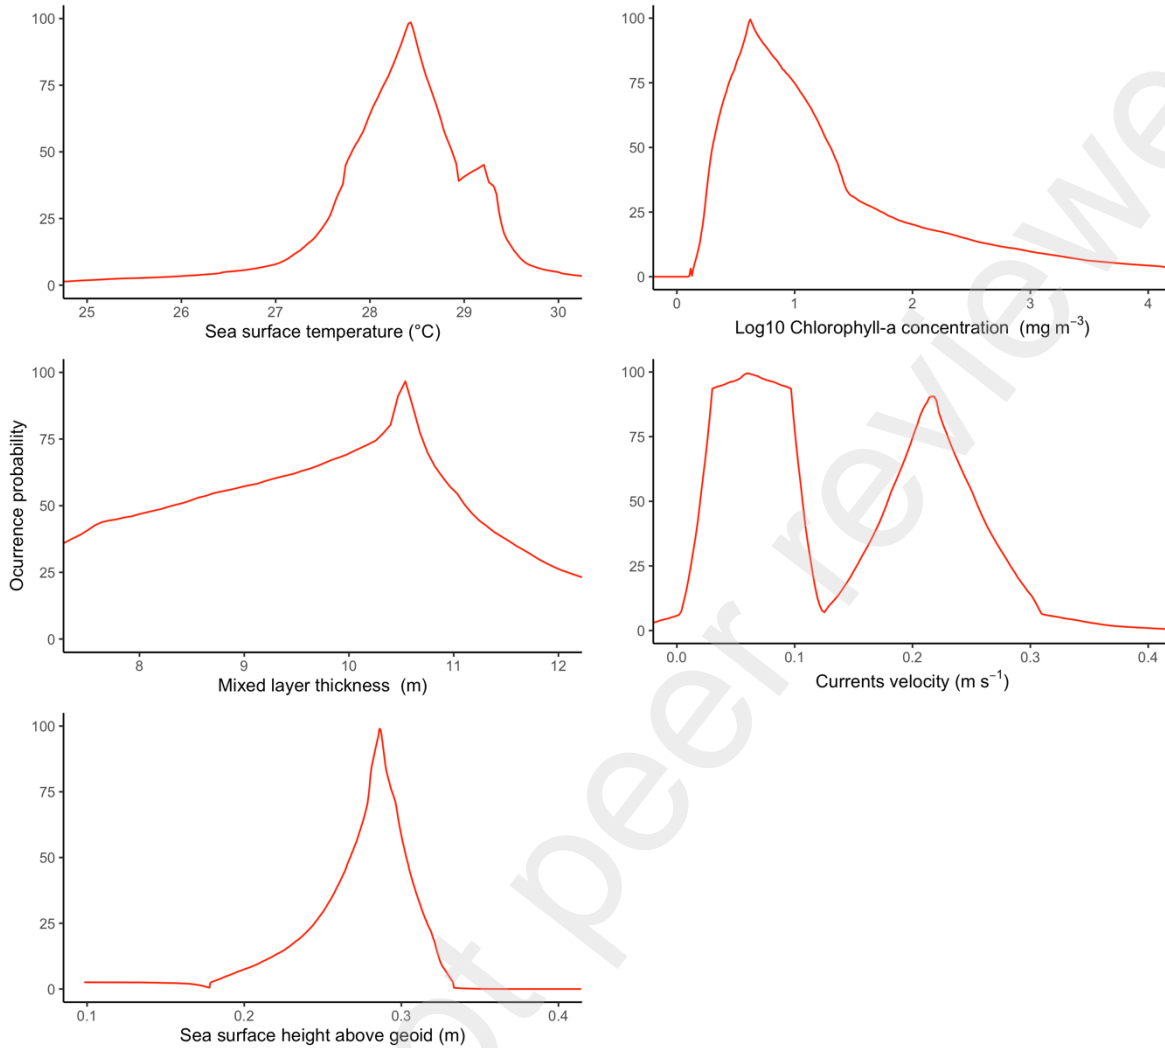 100
75
50
25
0
25 26 27 28 29 30
Sea surface temperature (°C)
100
75
50
25
0
0 1 2 3 4
Log10 Chlorophyll-a concentration (mg m⁻³)
Ocurrence probability
100
75
50
25
0
8 9 10 11 12
Mixed layer thickness (m)
100
75
50
25
0
0.0 0.1 0.2 0.3 0.4
Currents velocity (m s⁻¹)
100
75
50
25
0
0.1 0.2 0.3 0.4
Sea surface height above geoid (m)
peer reviewe